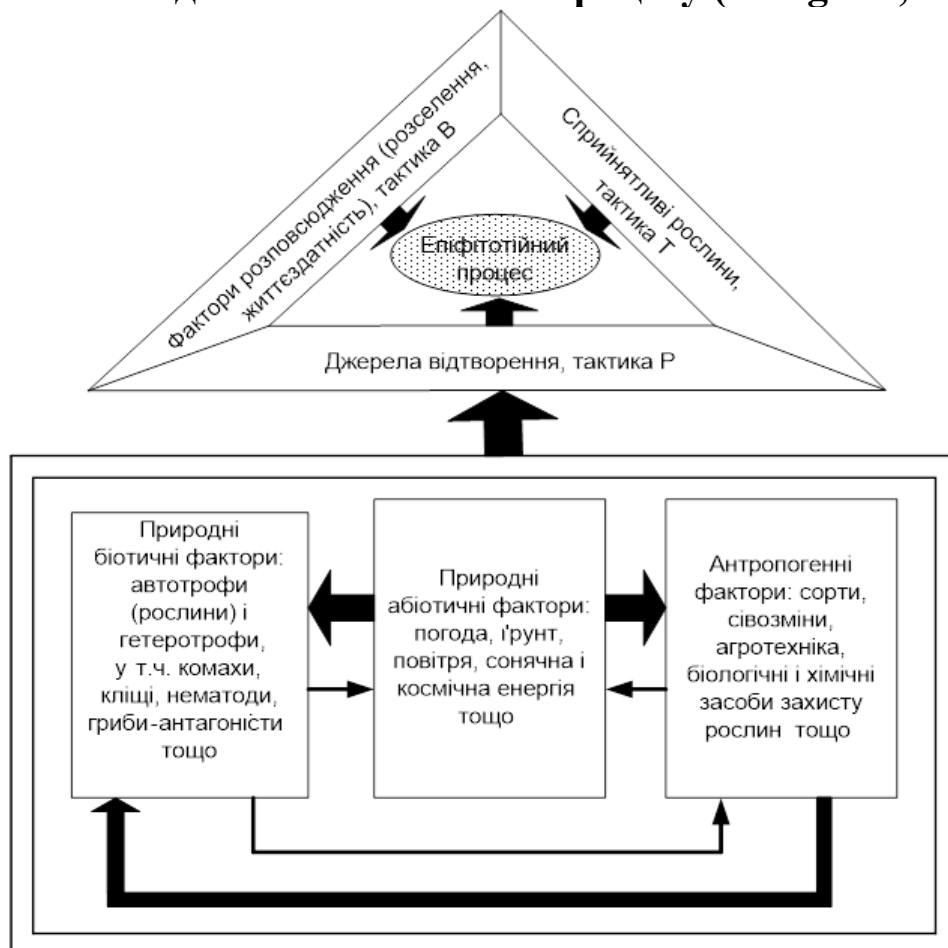 Фактори розповсюдження (розселення,
життєздатність), тактика В
Сприйнятливі рослини,
тактика Т
Епіфітотійний
процес
Джерела відтворення, тактика Р
Природні
біотичні фактори:
автотрофи
(рослини) і
гетеротрофи,
у т.ч. комахи,
кліщі, нематоди,
гриби-антагоністи
тощо
Природні
абіотичні фактори:
погода, ґрунт,
повітря, сонячна і
космічна енергія
тощо
Антропогенні
фактори: сорти,
сівозміни,
агротехніка,
біологічні і хімічні
засоби захисту
рослин тощо